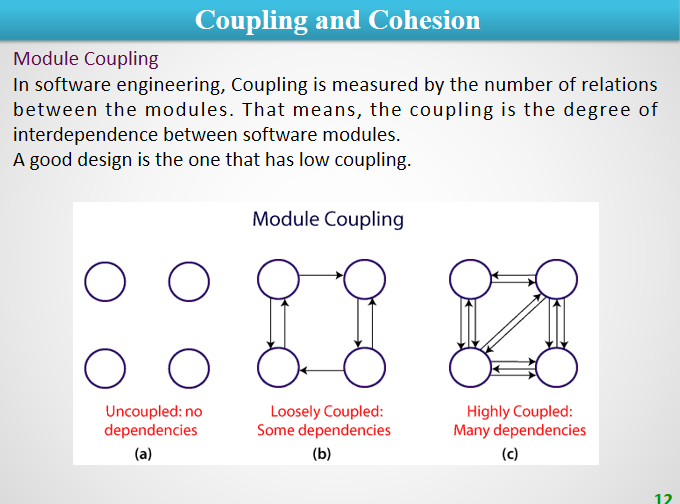 Coupling and Cohesion
Module Coupling
In software engineering, Coupling is measured by the number of relations
between the modules. That means, the coupling is the degree of
interdependence between software modules.
A good design is the one that has low coupling.
Module Coupling
Uncoupled: no
dependencies
(a)
Loosely Coupled:
Some dependencies
(b)
Highly Coupled:
Many dependencies
(c)
12